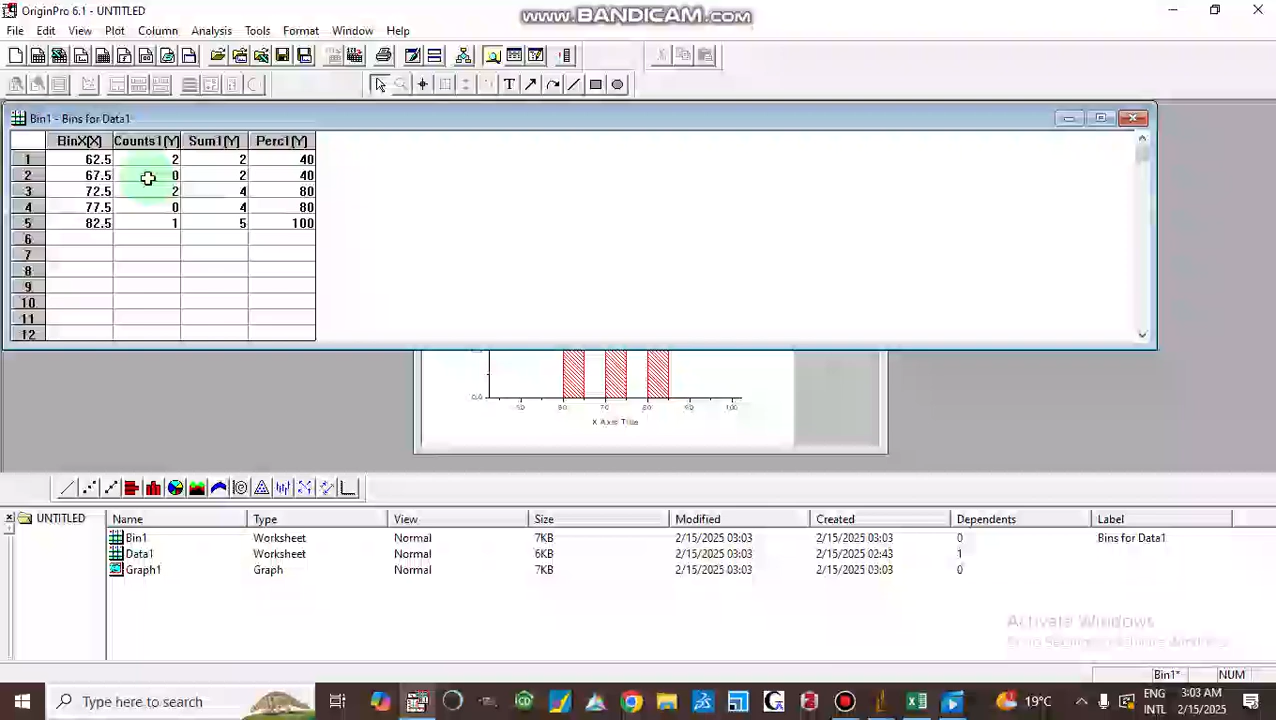 OriginPro 6.1 - UNTITLED
www.BANDICAM.com
File Edit View Plot Column Analysis Tools Format Window Help
Bin1 - Bins for Data1
BinX[X] Counts1[Y] Sum1[Y] Perc1[Y]
1 62.5 2 2 40
2 67.5 0 2 40
3 72.5 2 4 80
4 77.5 0 4 80
5 82.5 1 5 100
6
7
8
9
10
11
12
0.0
50 60 70 80 90 100
X Axis Title
UNTITLED
Name Type View Size Modified Created Dependents Label
Bin1 Worksheet Normal 7KB 2/15/2025 03:03 2/15/2025 03:03 0 Bins for Data1
Data1 Worksheet Normal 6KB 2/15/2025 03:03 2/15/2025 02:43 1
Graph1 Graph Normal 7KB 2/15/2025 03:03 2/15/2025 03:03 0
Activate Windows
Bin1* NUM
Type here to search
19°C
ENG
INTL
3:03 AM
2/15/2025